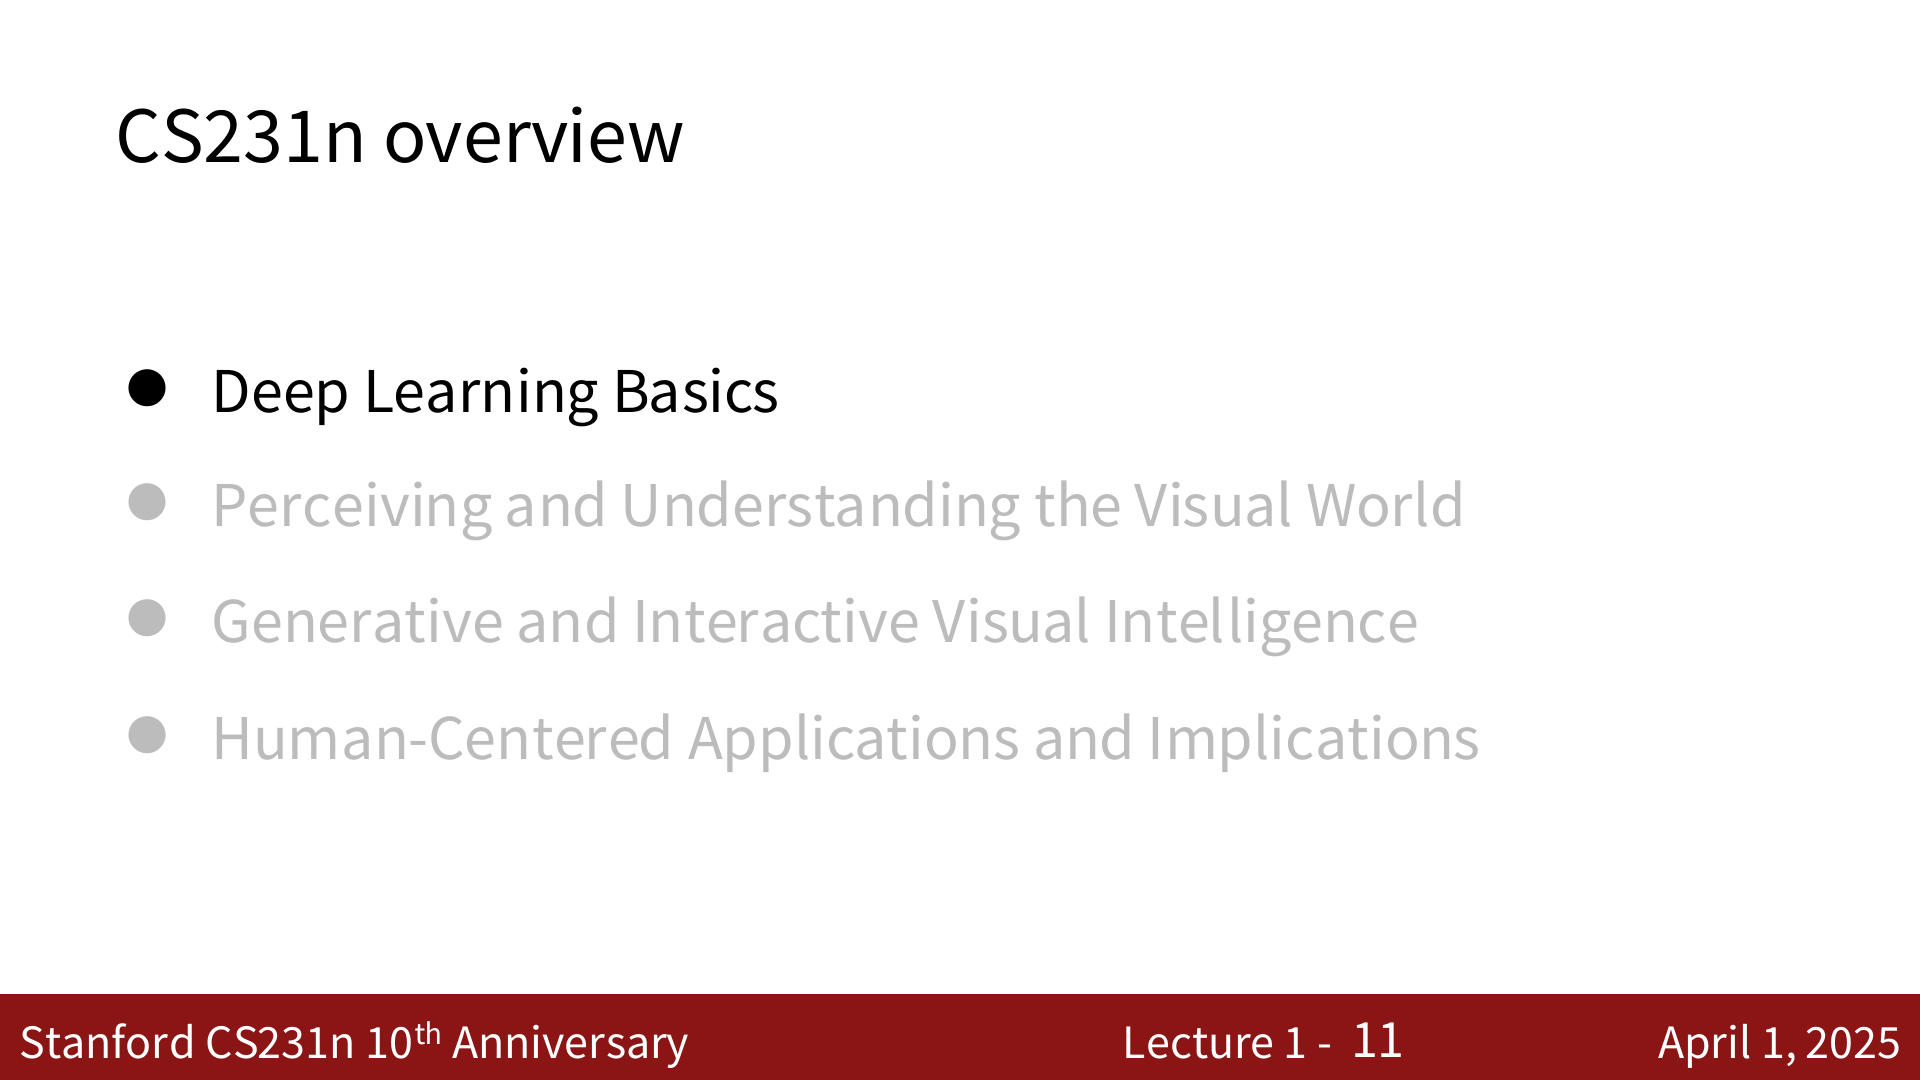 CS231n overview
● Deep Learning Basics
● Perceiving and Understanding the Visual World
● Generative and Interactive Visual Intelligence
● Human-Centered Applications and Implications
Stanford CS231n 10th Anniversary
Lecture 1 - 11
April 1, 2025